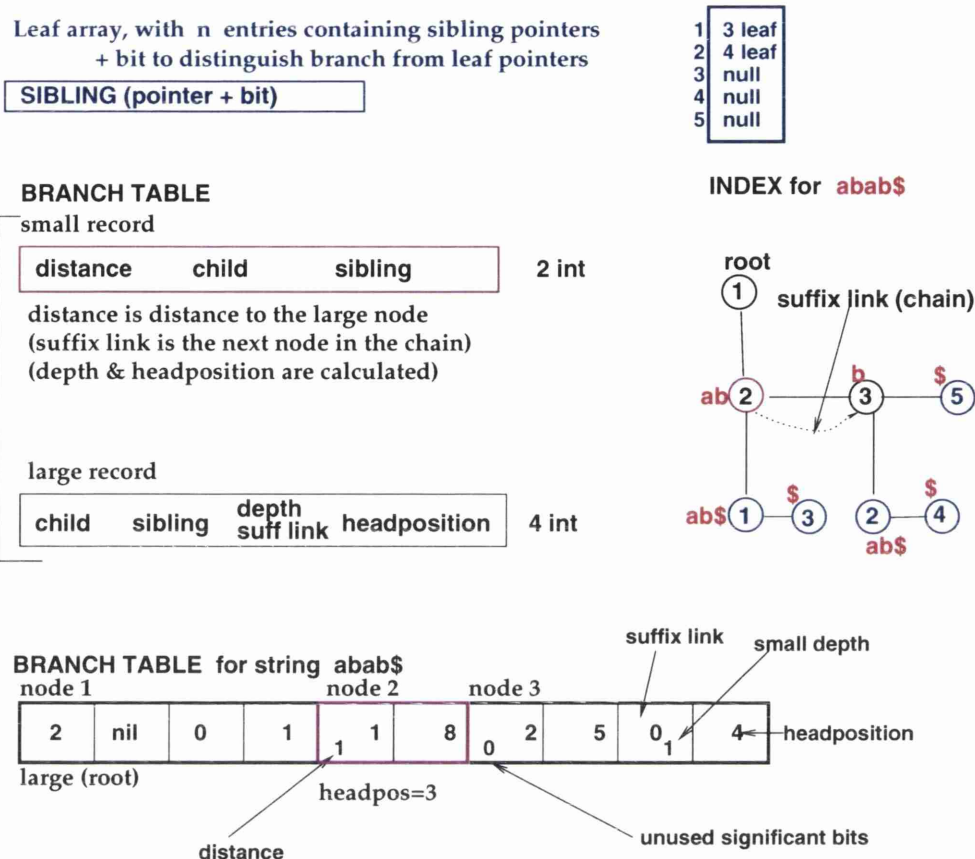 Leaf array, with n entries containing sibling pointers
+ bit to distinguish branch from leaf pointers
SIBLING (pointer + bit)
1 3 leaf
2 4 leaf
3 null
4 null
5 null
BRANCH TABLE
small record
distance child sibling 2 int
distance is distance to the large node
(suffix link is the next node in the chain)
(depth & headposition are calculated)
large record
child sibling depth suff link headposition 4 int
INDEX for abab$
root
1
suffix link (chain)
ab 2 b 3 $ 5
ab$ 1 $ 3 2 $ 4
ab$
BRANCH TABLE for string abab$
suffix link
small depth
node 1 node 2 node 3
2 nil 0 1 1 1 8 0 2 5 0 1 4
headposition
large (root)
headpos=3
distance
unused significant bits